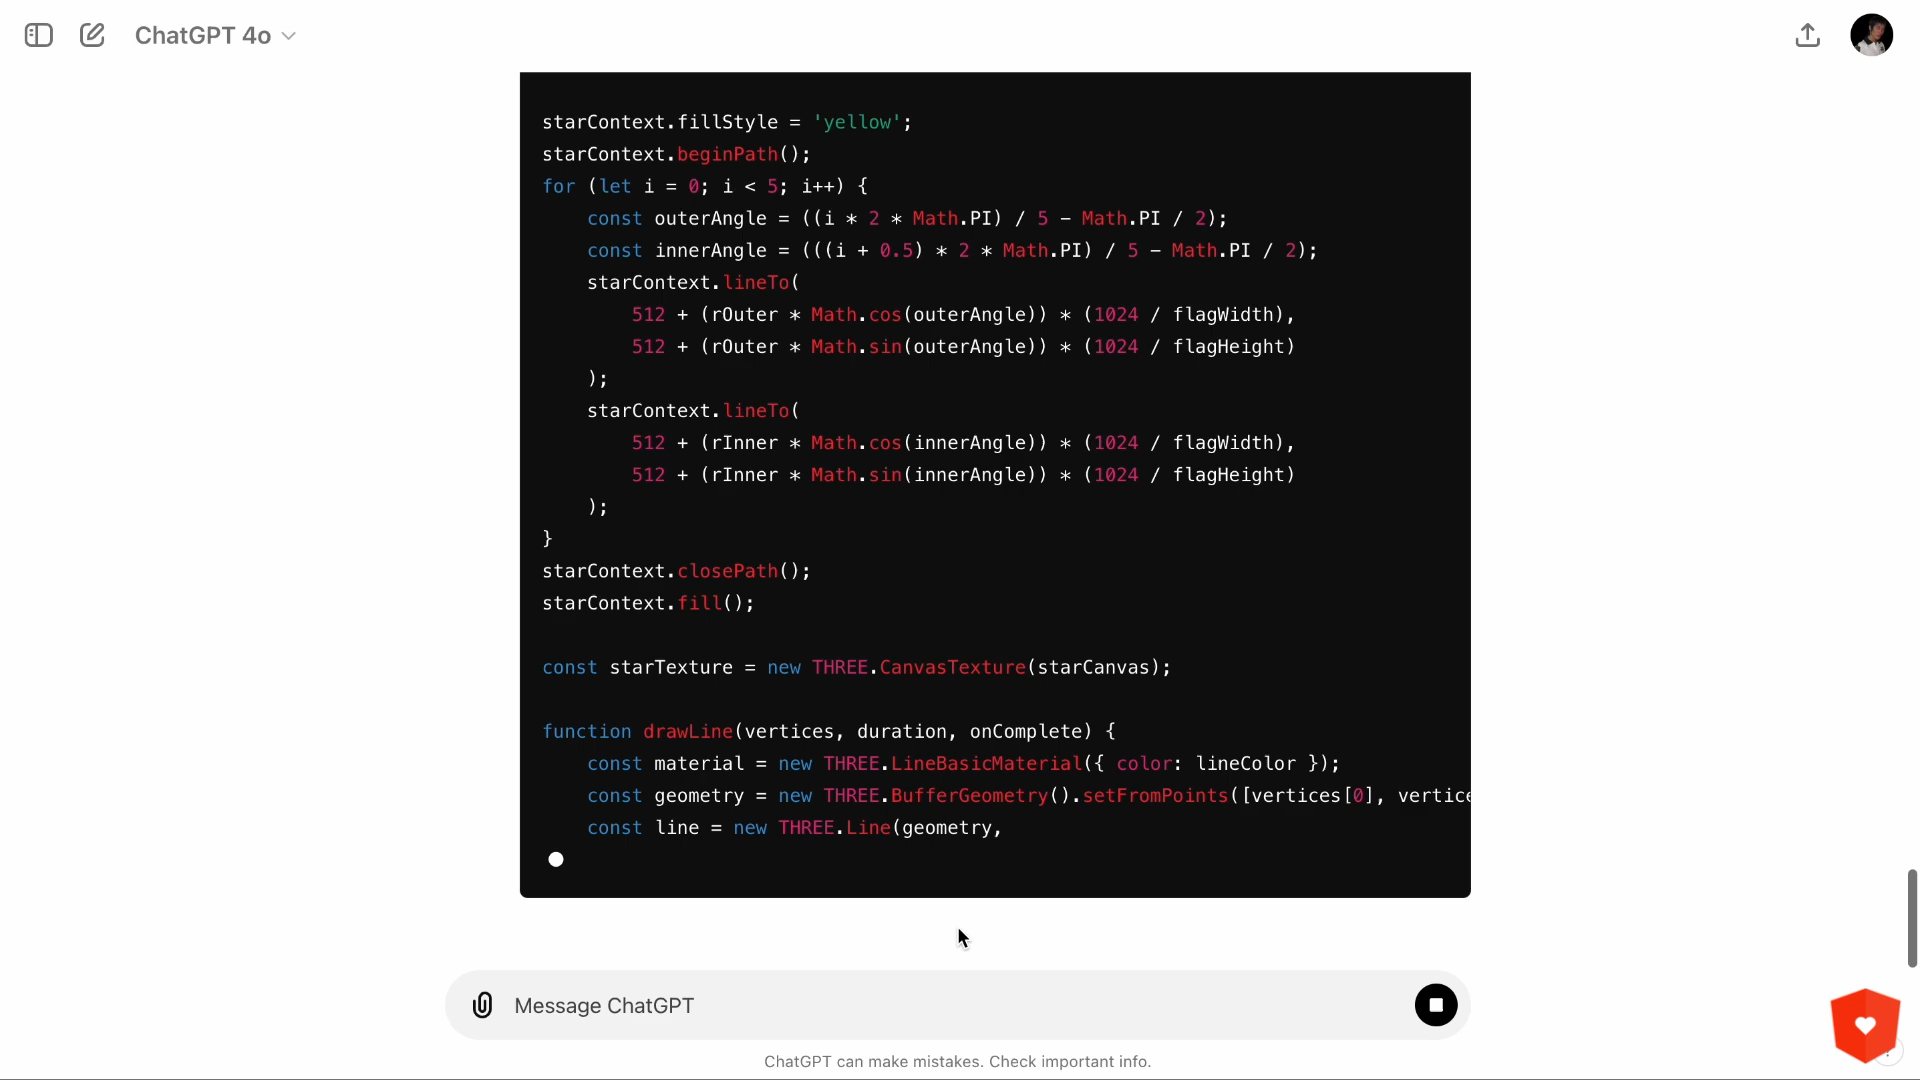 ChatGPT 4o
starContext.fillStyle = 'yellow';
starContext.beginPath();
for (let i = 0; i < 5; i++) {
    const outerAngle = ((i * 2 * Math.PI) / 5 - Math.PI / 2);
    const innerAngle = (((i + 0.5) * 2 * Math.PI) / 5 - Math.PI / 2);
    starContext.lineTo(
        512 + (rOuter * Math.cos(outerAngle)) * (1024 / flagWidth),
        512 + (rOuter * Math.sin(outerAngle)) * (1024 / flagHeight)
    );
    starContext.lineTo(
        512 + (rInner * Math.cos(innerAngle)) * (1024 / flagWidth),
        512 + (rInner * Math.sin(innerAngle)) * (1024 / flagHeight)
    );
}
starContext.closePath();
starContext.fill();
const starTexture = new THREE.CanvasTexture(starCanvas);
function drawLine(vertices, duration, onComplete) {
    const material = new THREE.LineBasicMaterial({ color: lineColor });
    const geometry = new THREE.BufferGeometry().setFromPoints([vertices[0], vertice
    const line = new THREE.Line(geometry,
Message ChatGPT
ChatGPT can make mistakes. Check important info.